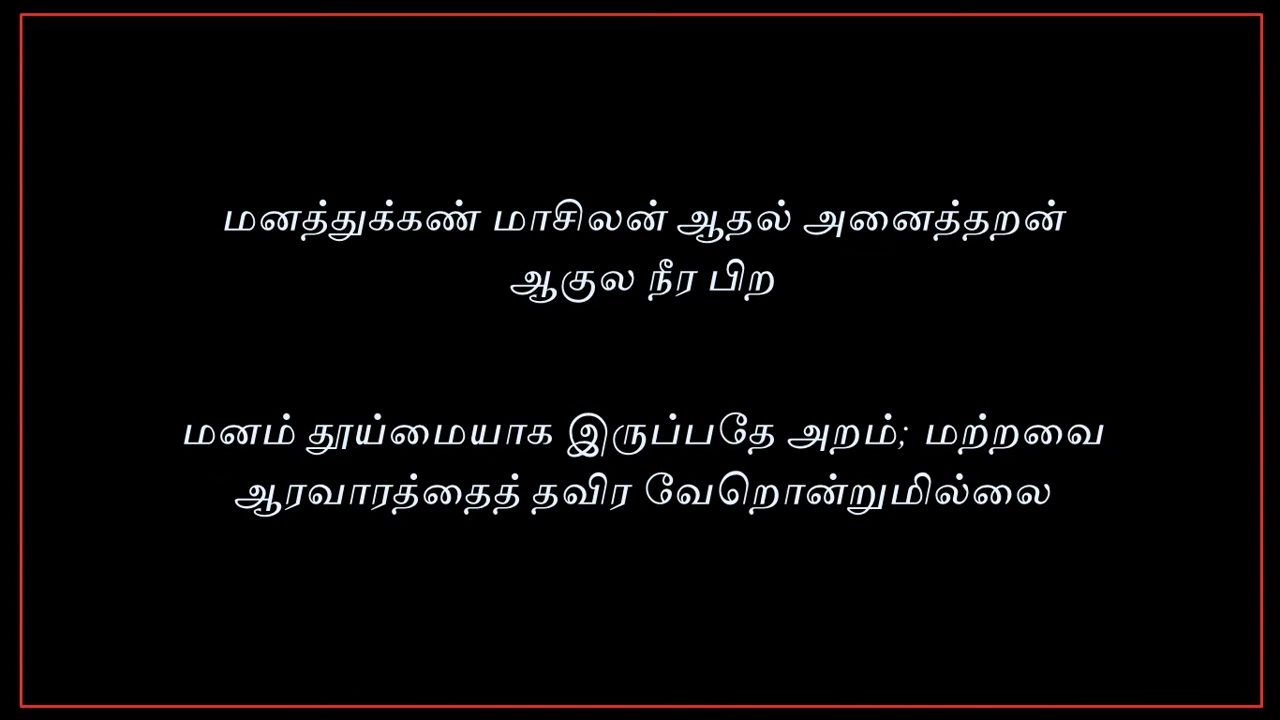 மனத்துக்கண் மாசிலன் ஆதல் அனைத்தறன்
ஆகுல நீர பிற
மனம் தூய்மையாக இருப்பதே அறம்; மற்றவை
ஆரவாரத்தைத் தவிர வேறொன்றுமில்லை